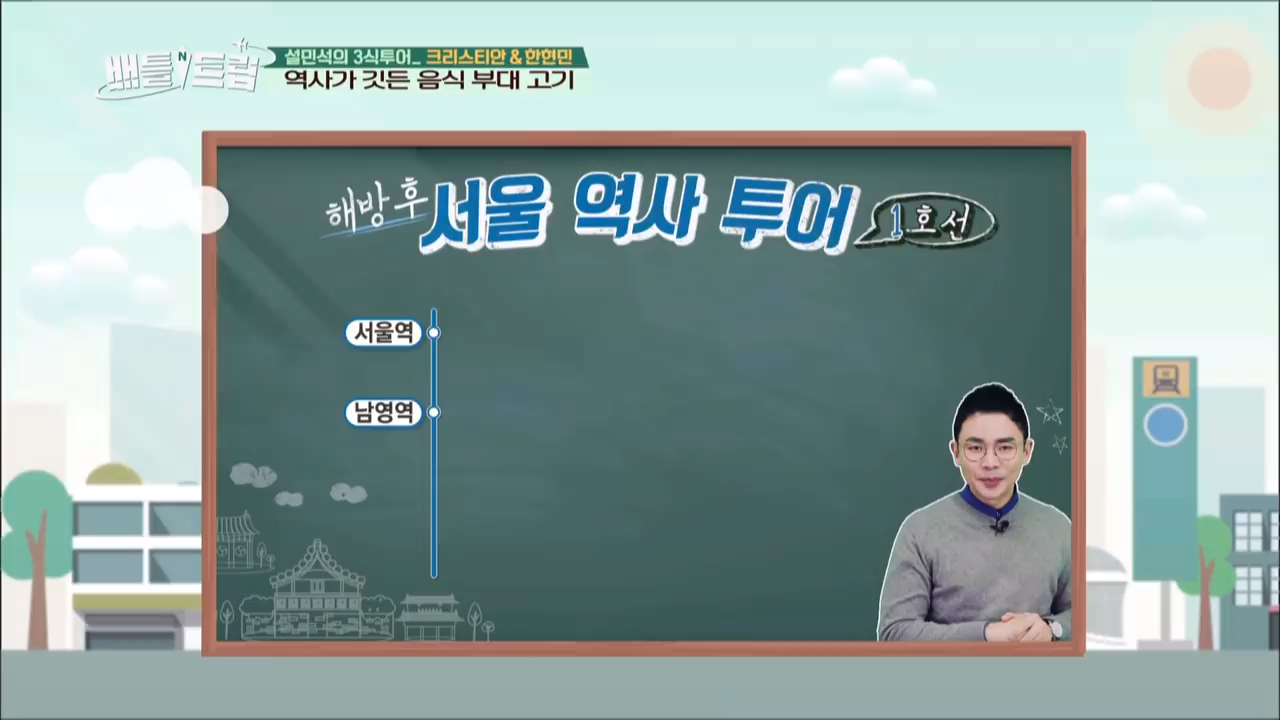 배틀트립
설민석의 3식투어_ 크리스티안 & 한현민
역사가 깃든 음식 부대 고기
해방 후 서울 역사 투어 1호선
서울역
남영역